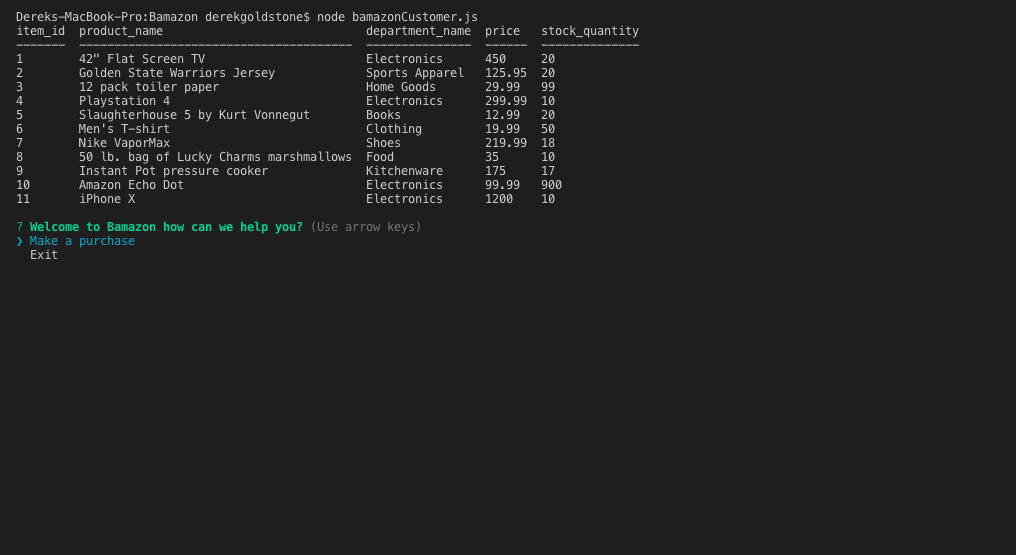 Dereks-MacBook-Pro:Bamazon derekgoldstone$ node bamazonCustomer.js
item_id  product_name                             department_name  price   stock_quantity
-------  ---------------------------------------  ---------------  ------  --------------
1        42" Flat Screen TV                       Electronics      450     20
2        Golden State Warriors Jersey             Sports Apparel   125.95  20
3        12 pack toiler paper                     Home Goods       29.99   99
4        Playstation 4                            Electronics      299.99  10
5        Slaughterhouse 5 by Kurt Vonnegut        Books            12.99   20
6        Men's T-shirt                            Clothing         19.99   50
7        Nike VaporMax                            Shoes            219.99  18
8        50 lb. bag of Lucky Charms marshmallows  Food             35      10
9        Instant Pot pressure cooker              Kitchenware      175     17
10       Amazon Echo Dot                          Electronics      99.99   900
11       iPhone X                                 Electronics      1200    10
? Welcome to Bamazon how can we help you? (Use arrow keys)
❯ Make a purchase
  Exit